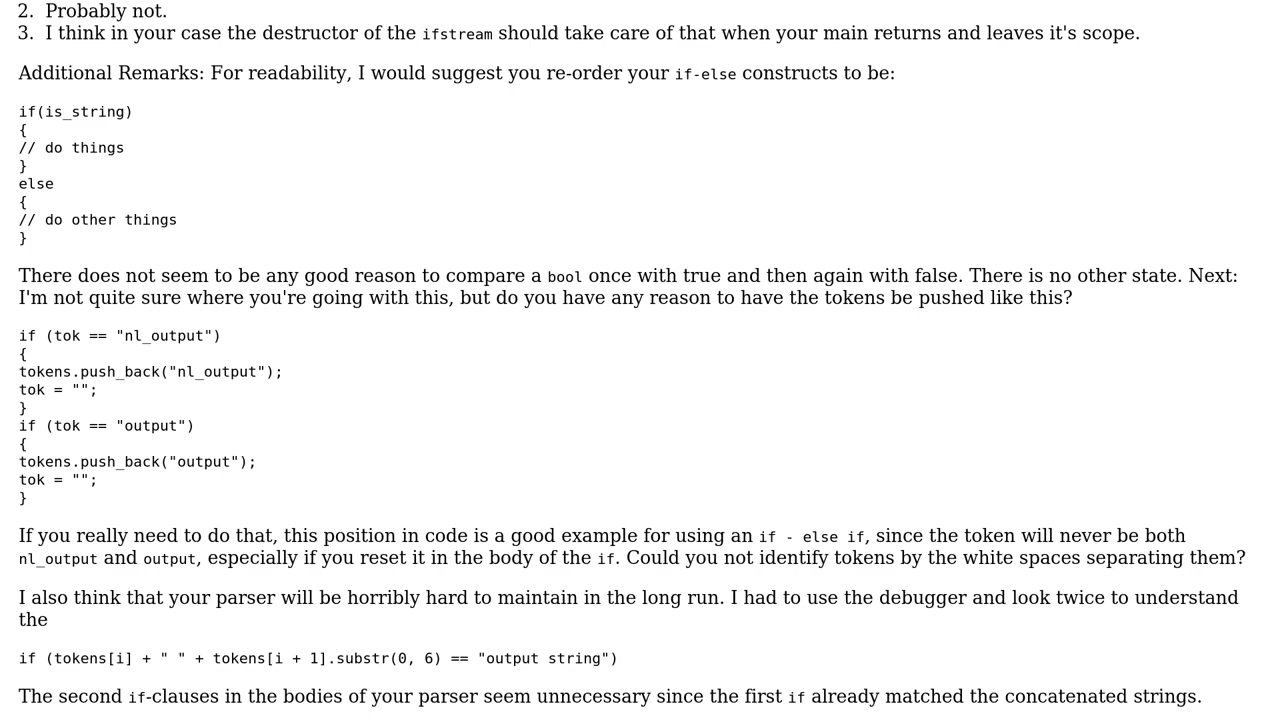 2. Probably not.
3. I think in your case the destructor of the ifstream should take care of that when your main returns and leaves it's scope.
Additional Remarks: For readability, I would suggest you re-order your if-else constructs to be:
if(is_string)
{
// do things
}
else
{
// do other things
}
There does not seem to be any good reason to compare a bool once with true and then again with false. There is no other state. Next:
I'm not quite sure where you're going with this, but do you have any reason to have the tokens be pushed like this?
if (tok == "nl_output")
{
tokens.push_back("nl_output");
tok = "";
}
if (tok == "output")
{
tokens.push_back("output");
tok = "";
}
If you really need to do that, this position in code is a good example for using an if - else if, since the token will never be both
nl_output and output, especially if you reset it in the body of the if. Could you not identify tokens by the white spaces separating them?
I also think that your parser will be horribly hard to maintain in the long run. I had to use the debugger and look twice to understand
the
if (tokens[i] + " " + tokens[i + 1].substr(0, 6) == "output string")
The second if-clauses in the bodies of your parser seem unnecessary since the first if already matched the concatenated strings.